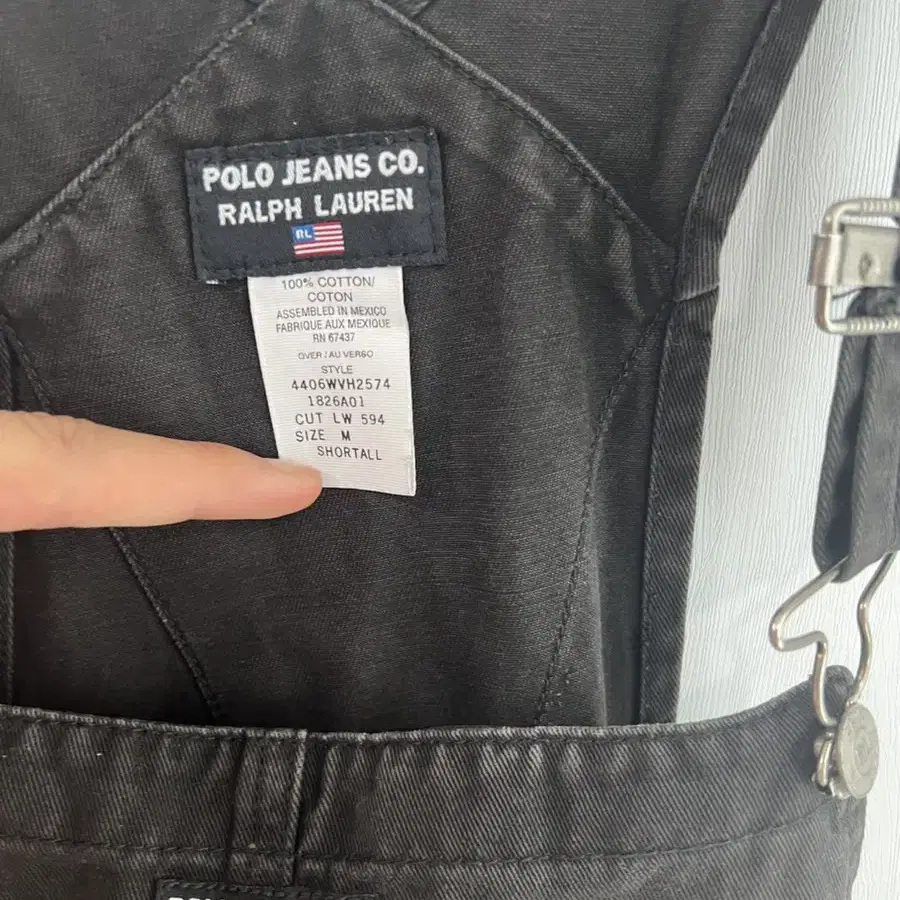 POLO JEANS CO.
RALPH LAUREN
RL
100% COTTON/
COTON
ASSEMBLED IN MEXICO
FABRIQUE AUX MEXIQUE
RN 67437
OVER / AU VERSO
STYLE
4406WVH2574
1826A01
CUT LW 594
SIZE M
SHORTALL